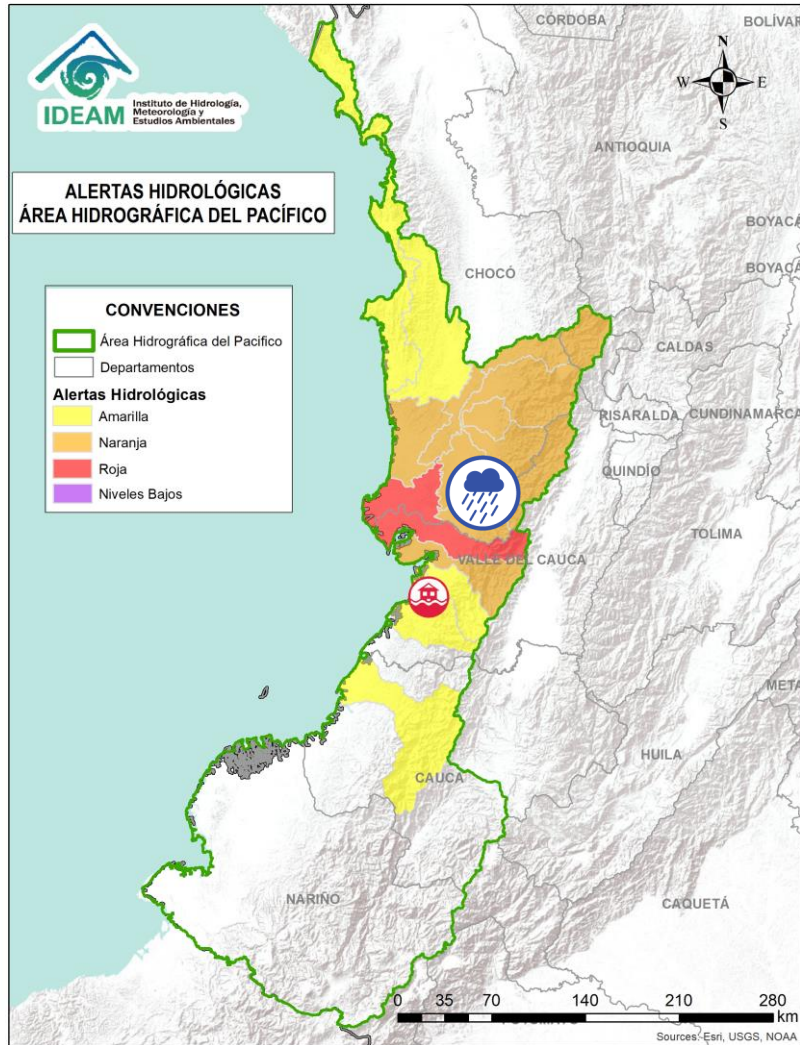 CÓRDOBA
BOLÍVAR
N
W
E
S
IDEAM
Instituto de Hidrología,
Meteorología y
Estudios Ambientales
ANTIOQUIA
ALERTAS HIDROLÓGICAS
ÁREA HIDROGRÁFICA DEL PACÍFICO
BOYACÁ
BOYACÁ
CHOCÓ
CONVENCIONES
Área Hidrográfica del Pacifico
Departamentos
Alertas Hidrológicas
Amarilla
Naranja
Roja
Niveles Bajos
CALDAS
RISARALDA
CUNDINAMARCA
QUINDÍO
TOLIMA
VALLE DEL CAUCA
META
HUILA
CAUCA
NARIÑO
CAQUETÁ
0 35 70 140 210 280
km
Sources: Esri, USGS, NOAA